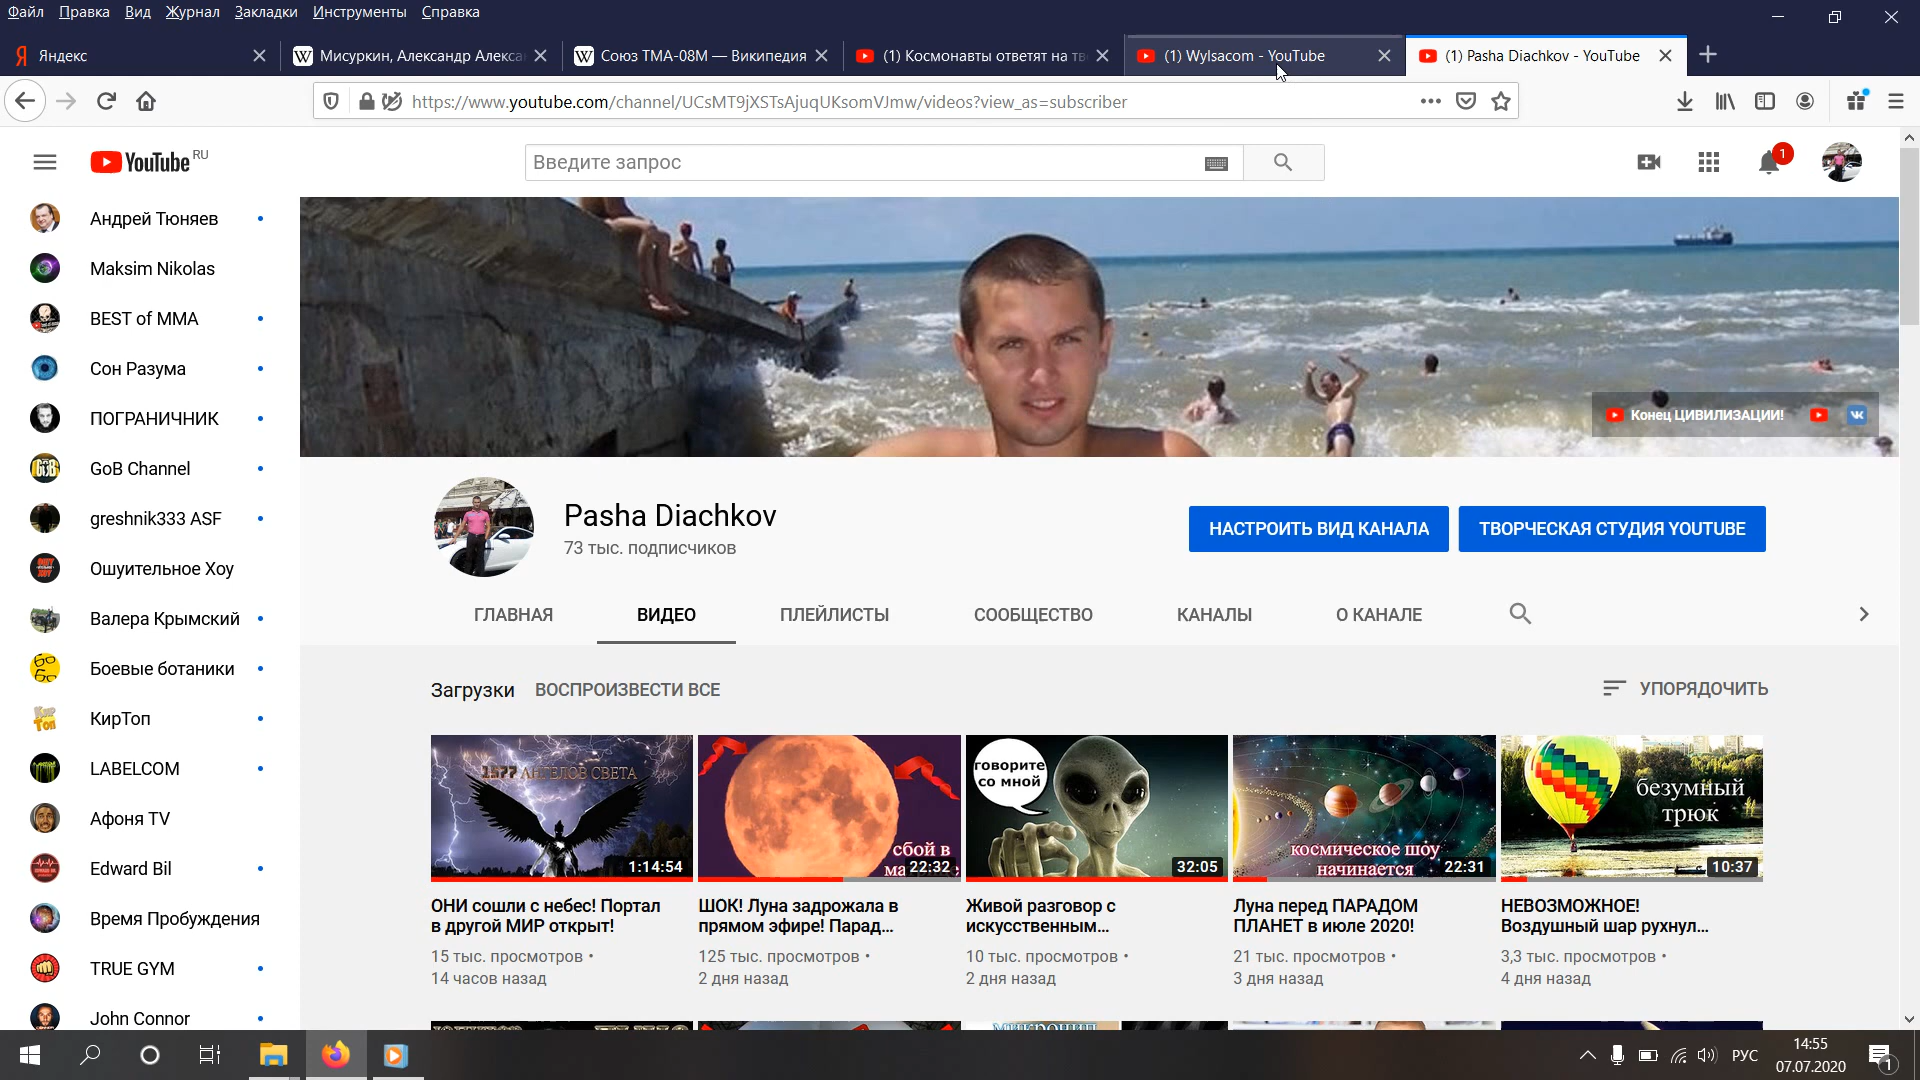 Файл Правка Вид Журнал Закладки Инструменты Справка
Яндекс
Мисуркин, Александр Алекса
Союз ТМА-08М — Википедия
(1) Космонавты ответят на тв
(1) Wylsacom - YouTube
(1) Pasha Diachkov - YouTube
https://www.youtube.com/channel/UCsMT9jXSTsAjuqUKsomVJmw/videos?view_as=subscriber
YouTube RU
Введите запрос
1
Андрей Тюняев
Maksim Nikolas
BEST of MMA
Сон Разума
ПОГРАНИЧНИК
GoB Channel
greshnik333 ASF
Ошуительное Хоу
Валера Крымский
Боевые ботаники
КирТоп
LABELCOM
Афоня TV
Edward Bil
Время Пробуждения
TRUE GYM
John Connor
Конец ЦИВИЛИЗАЦИИ!
Pasha Diachkov
73 тыс. подписчиков
НАСТРОИТЬ ВИД КАНАЛА
ТВОРЧЕСКАЯ СТУДИЯ YOUTUBE
ГЛАВНАЯ ВИДЕО ПЛЕЙЛИСТЫ СООБЩЕСТВО КАНАЛЫ О КАНАЛЕ
Загрузки ВОСПРОИЗВЕСТИ ВСЕ
УПОРЯДОЧИТЬ
1577 АНГЕЛОВ СВЕТА
1:14:54
ОНИ сошли с небес! Портал
в другой МИР открыт!
15 тыс. просмотров •
14 часов назад
сбой в
22:32
ШОК! Луна задрожала в
прямом эфире! Парад...
125 тыс. просмотров •
2 дня назад
говорите
со мной
32:05
Живой разговор с
искусственным...
10 тыс. просмотров •
2 дня назад
космическое шоу
начинается
22:31
Луна перед ПАРАДОМ
ПЛАНЕТ в июле 2020!
21 тыс. просмотров •
3 дня назад
безумный
трюк
10:37
НЕВОЗМОЖНО!
Воздушный шар рухнул...
3,3 тыс. просмотров •
4 дня назад
РУС
14:55
07.07.2020
1